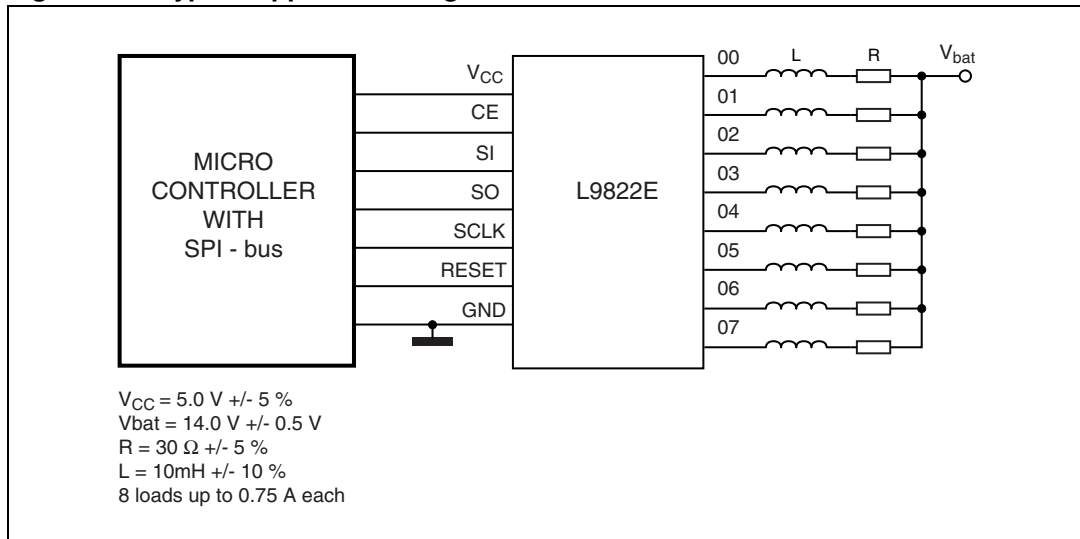 MICRO
CONTROLLER
WITH
SPI - bus
VCC
CE
SI
SO
SCLK
RESET
GND
L9822E
00 L R Vbat
01
02
03
04
05
06
07
VCC = 5.0 V +/- 5 %
Vbat = 14.0 V +/- 0.5 V
R = 30 Ω +/- 5 %
L = 10mH +/- 10 %
8 loads up to 0.75 A each